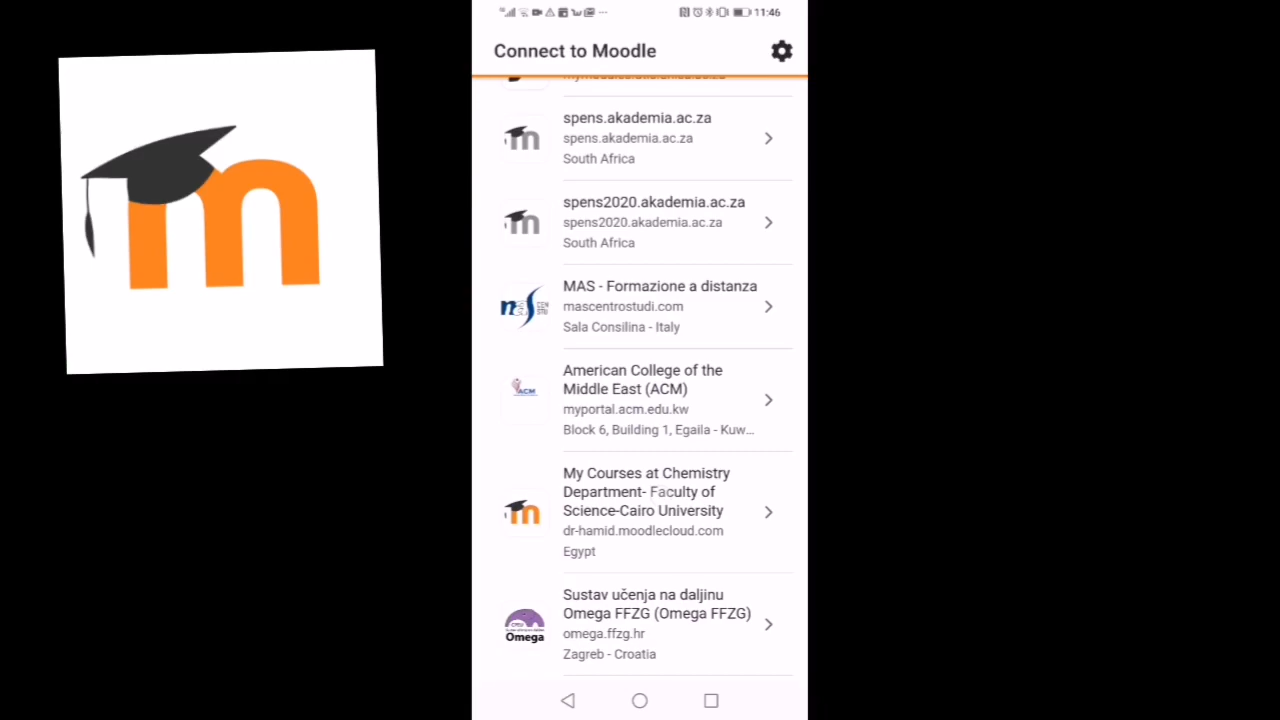 11:46
Connect to Moodle
spens.akademia.ac.za
spens.akademia.ac.za
South Africa
spens2020.akademia.ac.za
spens2020.akademia.ac.za
South Africa
MAS - Formazione a distanza
mascentrostudi.com
Sala Consilina - Italy
American College of the
Middle East (ACM)
ACM
myportal.acm.edu.kw
Block 6, Building 1, Egaila - Kuw...
My Courses at Chemistry
Department- Faculty of
Science-Cairo University
dr-hamid.moodlecloud.com
Egypt
Sustav učenja na daljinu
Omega FFZG (Omega FFZG)
Omega
omega.ffzg.hr
Zagreb - Croatia
m